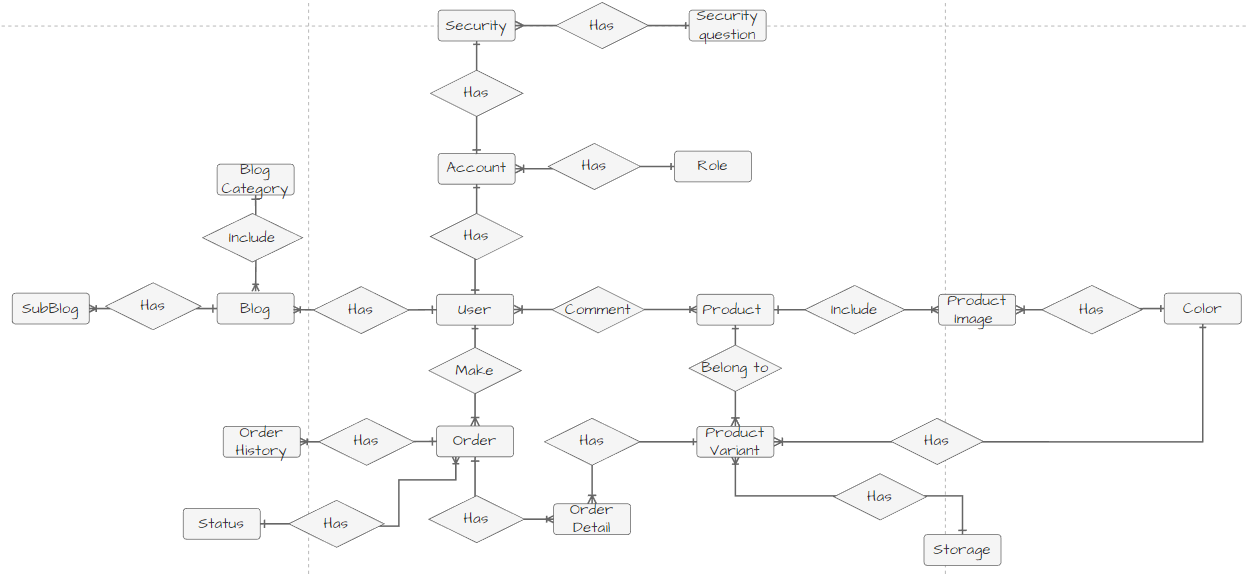 Security
Has
Security
question
Has
Account
Has
Role
Blog
Category
Include
Has
SubBlog
Has
Blog
Has
User
Comment
Product
Include
Product
Image
Has
Color
Make
Belong to
Order
History
Has
Order
Has
Product
Variant
Has
Status
Has
Has
Order
Detail
Has
Storage